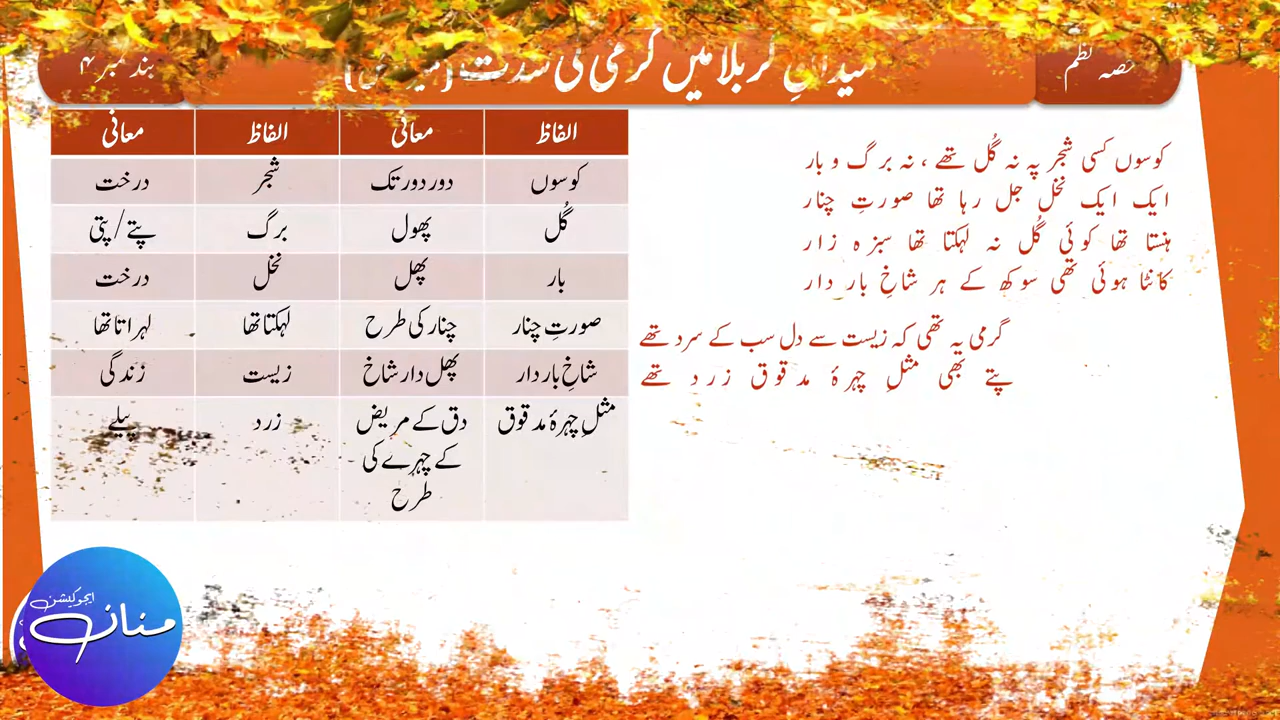 حصہ نظم
میدانِ کربلا میں گرمی کی شدت
بند نمبر ۴
کوسوں کسی شجر پہ نہ گُل تھے ، نہ برگ و بار
ایک ایک نخل جل رہا تھا صورتِ چنار
ہنستا تھا کوئی گُل نہ لہکتا تھا سبزہ زار
کانٹا ہوئی تھی سوکھ کے ہر شاخِ بار دار
گرمی یہ تھی کہ زیست سے دل سب کے سرد تھے
پتے بھی مثلِ چہرۂ مدقوق زرد تھے
الفاظ معانی الفاظ معانی
کوسوں دور دور تک شجر درخت
گُل پھول برگ پتے/پتی
بار پھل نخل درخت
صورتِ چنار چنار کی طرح لہکتا تھا لہراتا تھا
شاخِ بار دار پھل دار شاخ زیست زندگی
مثلِ چہرۂ مدقوق دق کے مریض زرد پیلے
کے چہرے کی
طرح
ایجوکیشن
منان